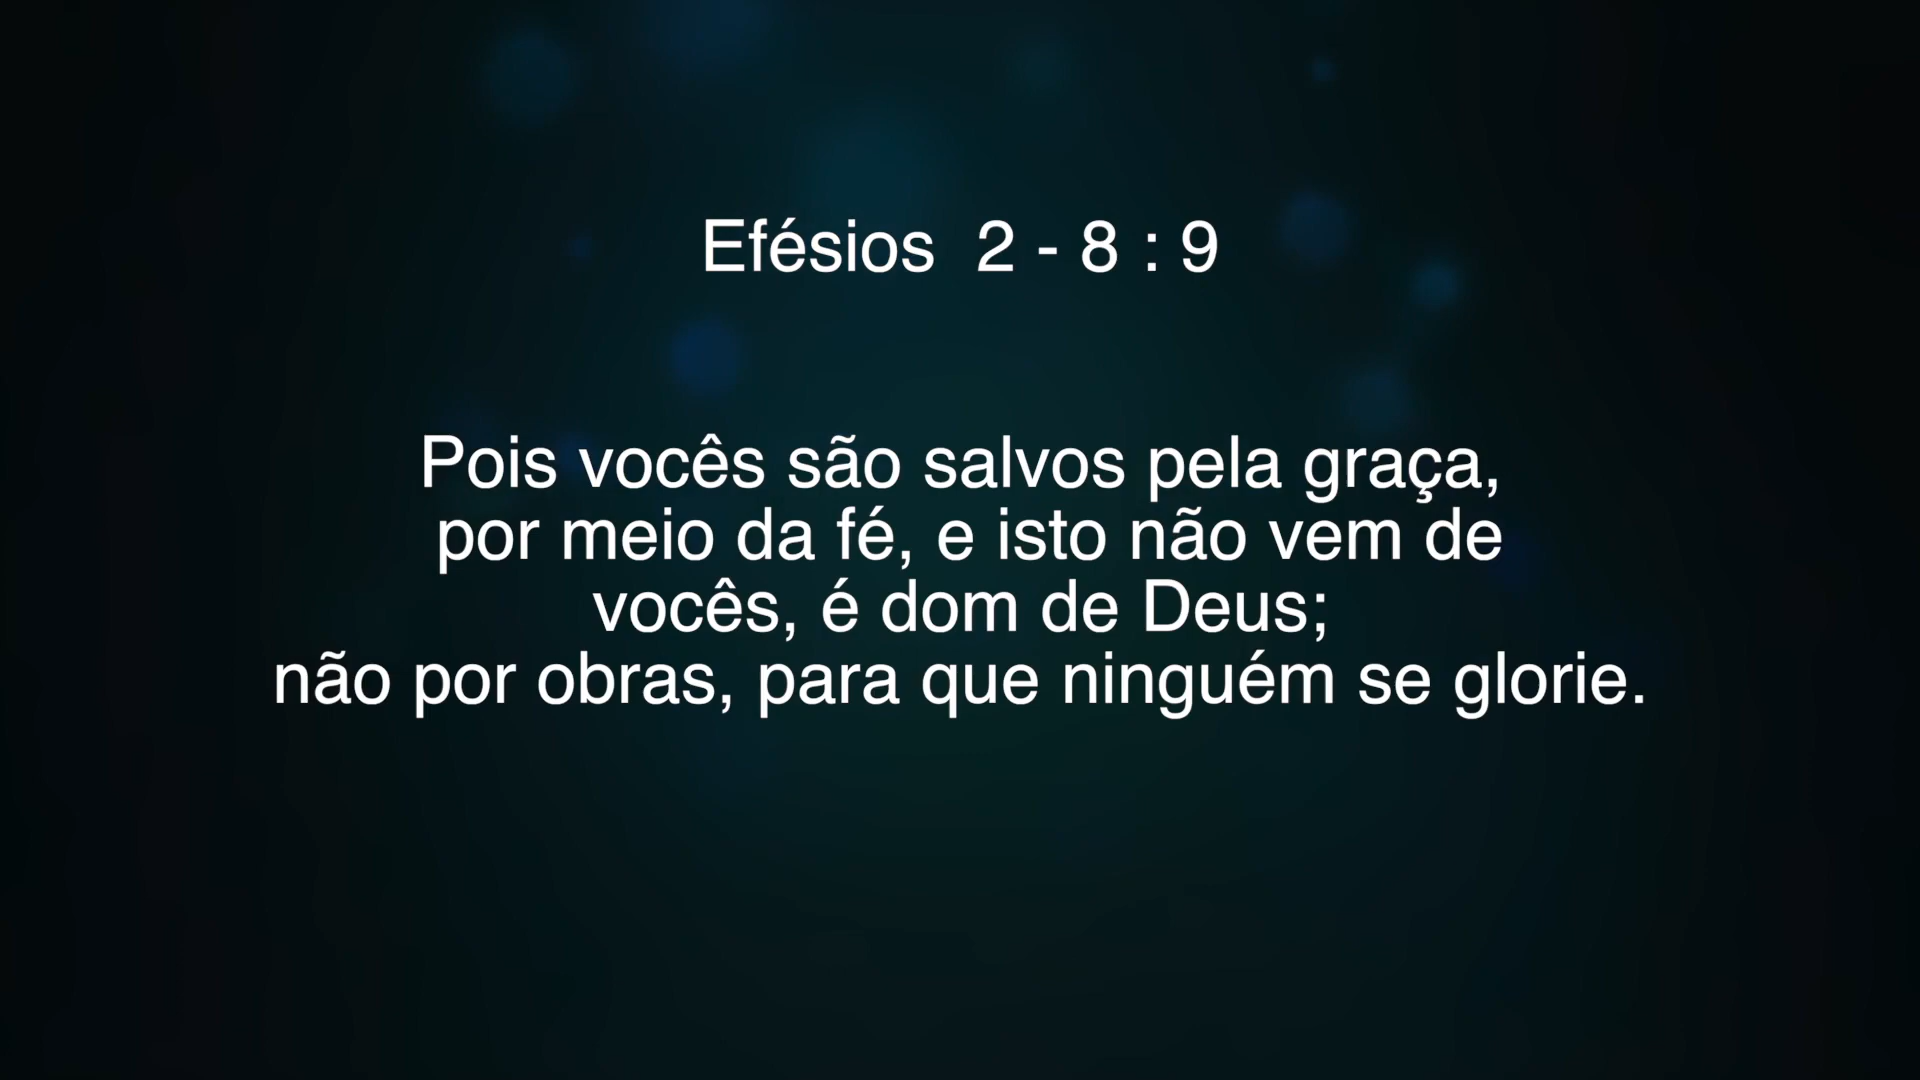 Efésios  2 - 8 : 9
Pois vocês são salvos pela graça,
por meio da fé, e isto não vem de
vocês, é dom de Deus;
não por obras, para que ninguém se glorie.